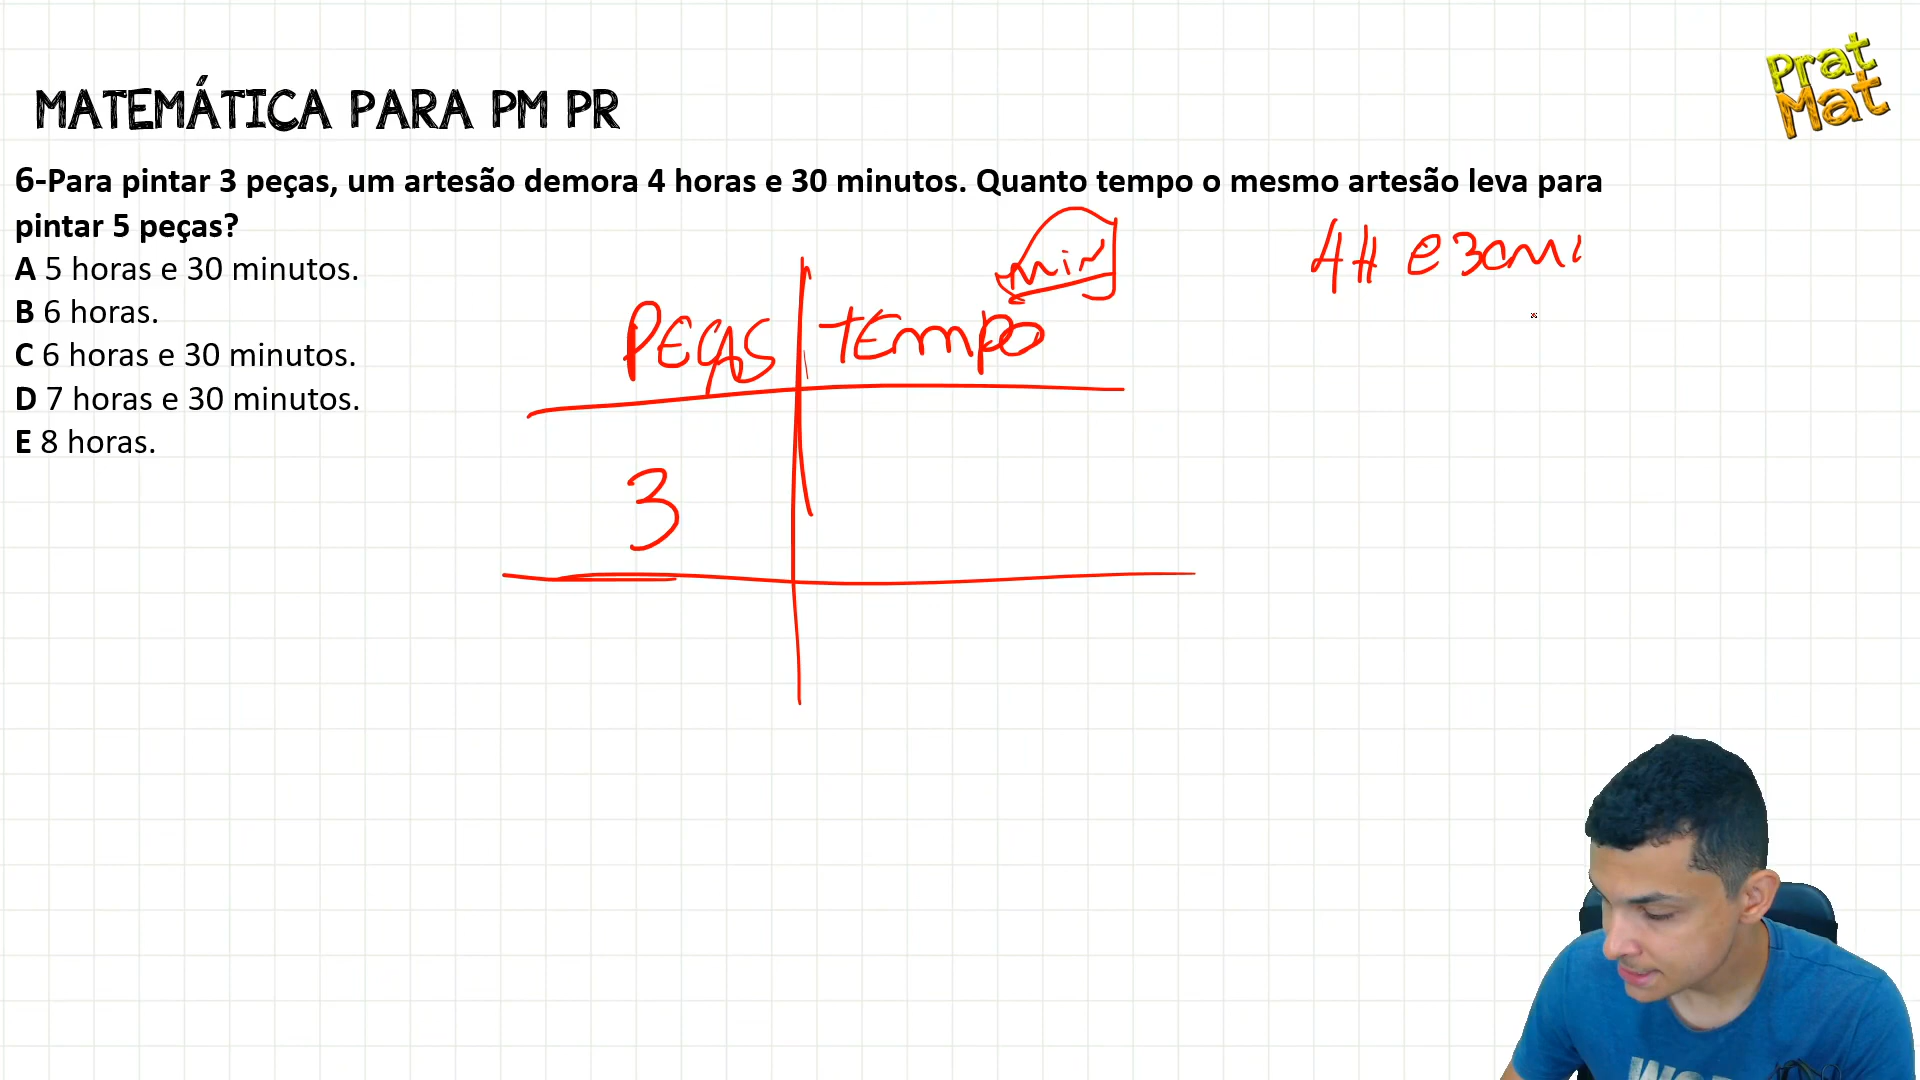 Prat
Mat
MATEMÁTICA PARA PM PR
6-Para pintar 3 peças, um artesão demora 4 horas e 30 minutos. Quanto tempo o mesmo artesão leva para
pintar 5 peças?
A 5 horas e 30 minutos.
B 6 horas.
C 6 horas e 30 minutos.
D 7 horas e 30 minutos.
E 8 horas.
min
4H e 30mi
PEÇAS TEMPO
3